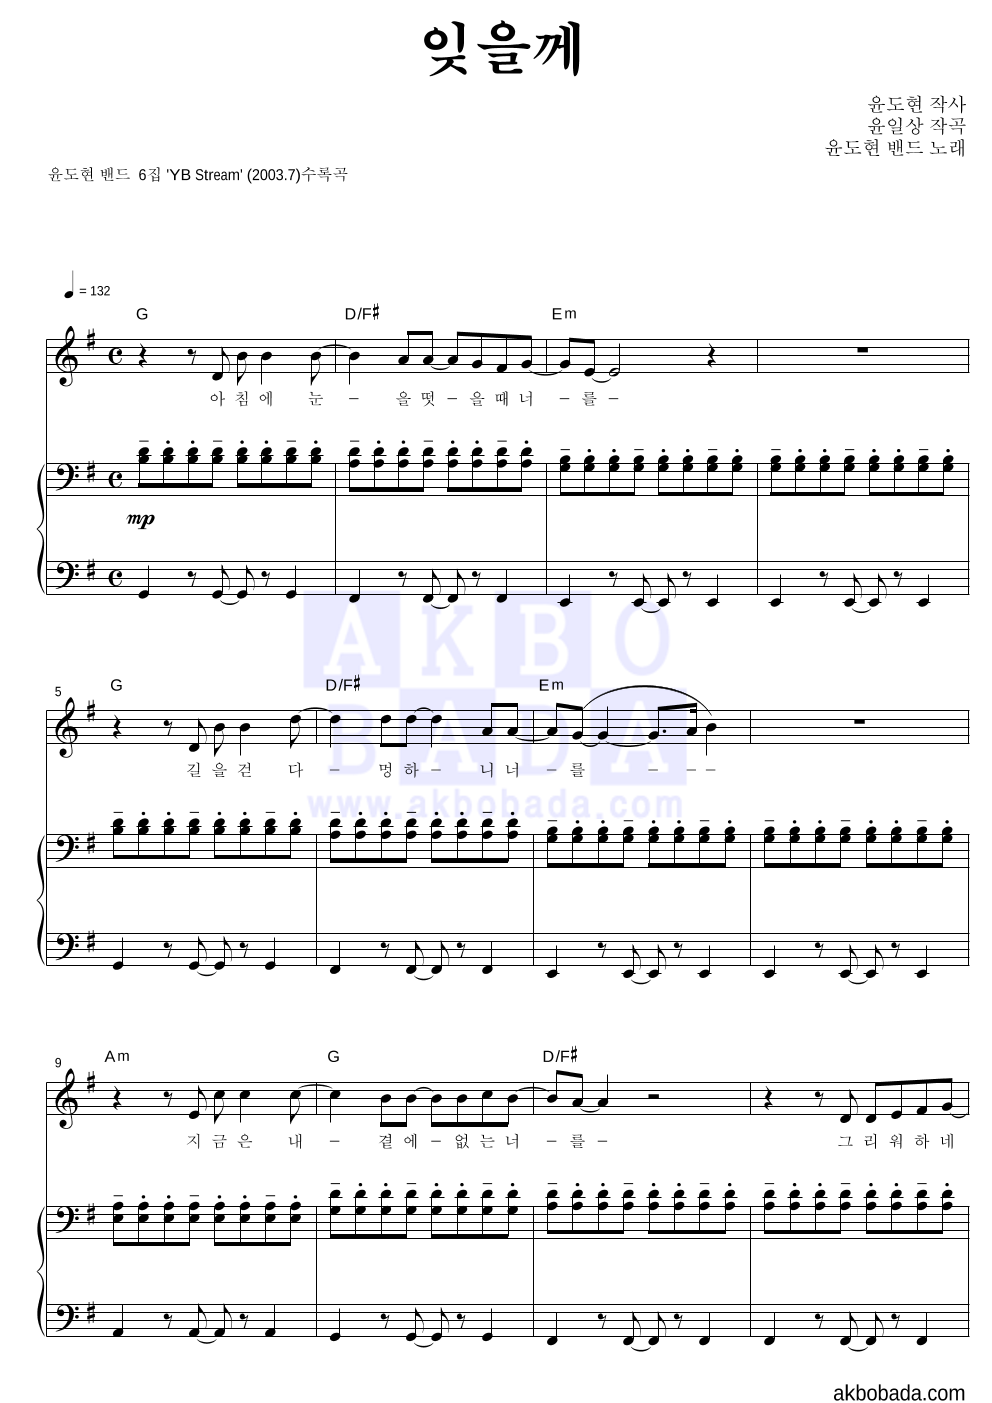 잊을께
윤도현 작사
윤일상 작곡
윤도현 밴드 노래
윤도현 밴드 6집 'YB Stream' (2003.7)수록곡
= 132
G D/F♯ Em
아 침 에 눈 – 을 떳 – 을 때 너 – 를 –
mp
AKBO
BADA
www.akbobada.com
5
G D/F♯ Em
길 을 걷 다 – 멍 하 – 니 너 – 를 – – –
9
Am G D/F♯
지 금 은 내 – 곁 에 – 없 는 너 – 를 – 그 리 워 하 네
akbobada.com